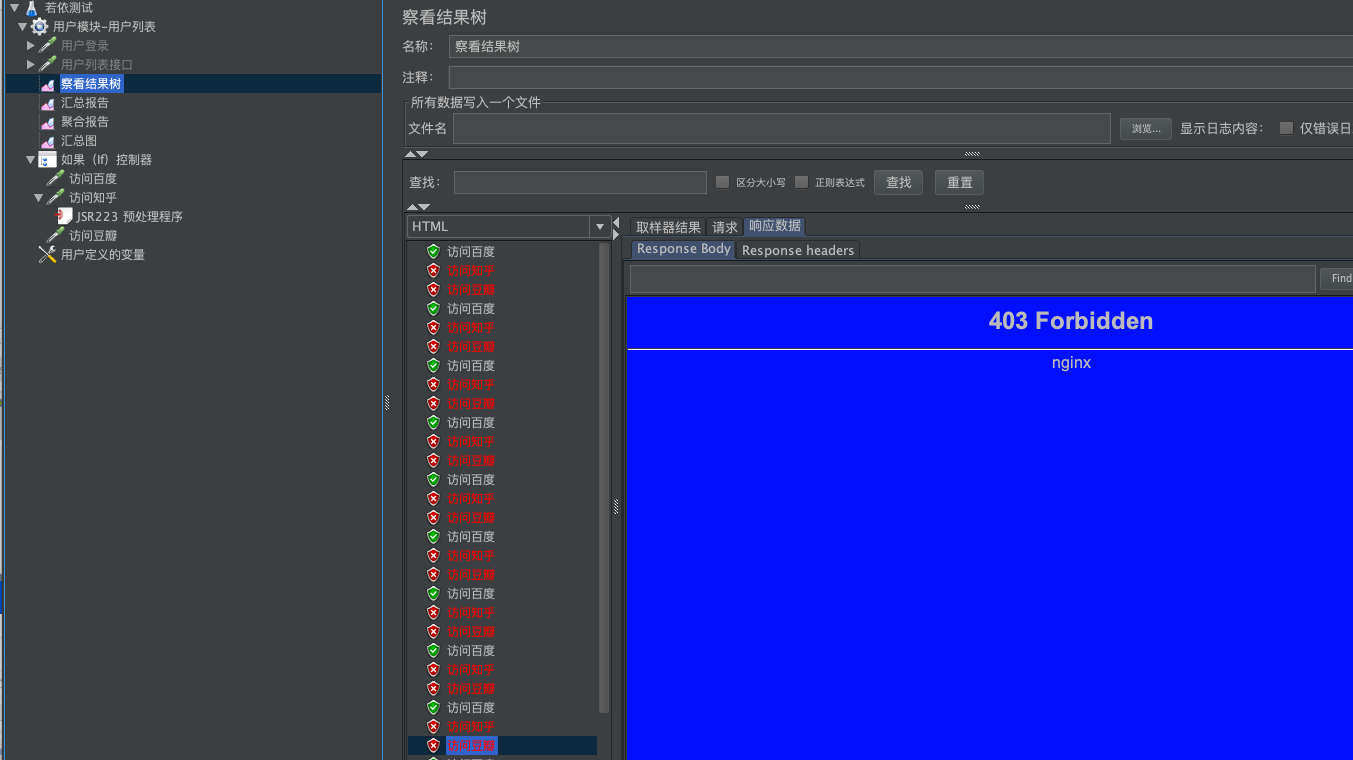 若依测试
用户模块-用户列表
用户登录
用户列表接口
察看结果树
汇总报告
聚合报告
汇总图
如果（If）控制器
访问百度
访问知乎
JSR223 预处理程序
访问豆瓣
用户定义的变量
察看结果树
名称： 察看结果树
注释：
所有数据写入一个文件
文件名 浏览... 显示日志内容： 仅错误日
查找： 区分大小写 正则表达式 查找 重置
HTML
取样器结果 请求 响应数据
Response Body Response headers
Find
403 Forbidden
nginx
访问百度
访问知乎
访问豆瓣
访问百度
访问知乎
访问豆瓣
访问百度
访问知乎
访问豆瓣
访问百度
访问知乎
访问豆瓣
访问百度
访问知乎
访问豆瓣
访问百度
访问知乎
访问豆瓣
访问百度
访问知乎
访问豆瓣
访问百度
访问知乎
访问豆瓣
访问百度
访问知乎
访问豆瓣